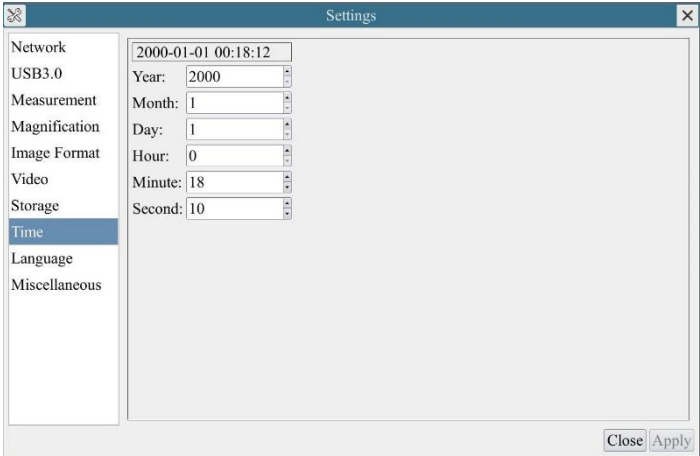 Settings
Network
USB3.0
Measurement
Magnification
Image Format
Video
Storage
Time
Language
Miscellaneous
2000-01-01 00:18:12
Year: 2000
Month: 1
Day: 1
Hour: 0
Minute: 18
Second: 10
Close Apply